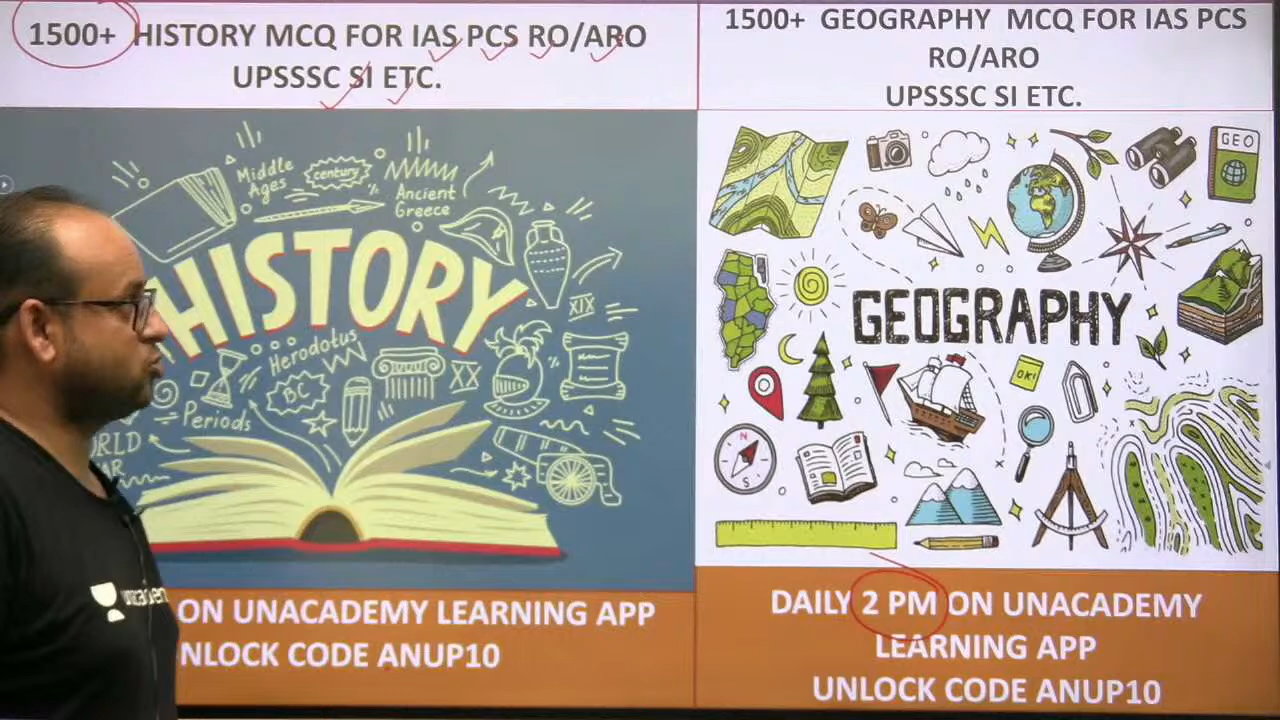 1500+ HISTORY MCQ FOR IAS PCS RO/ARO
UPSSSC SI ETC.
Middle
Ages
century
Ancient
Greece
HISTORY
XIX
Herodotus
BC
XX
Periods
ON UNACADEMY LEARNING APP
NLOCK CODE ANUP10
1500+ GEOGRAPHY MCQ FOR IAS PCS
RO/ARO
UPSSSC SI ETC.
GEO
GEOGRAPHY
OK!
N
DAILY 2 PM ON UNACADEMY
LEARNING APP
UNLOCK CODE ANUP10